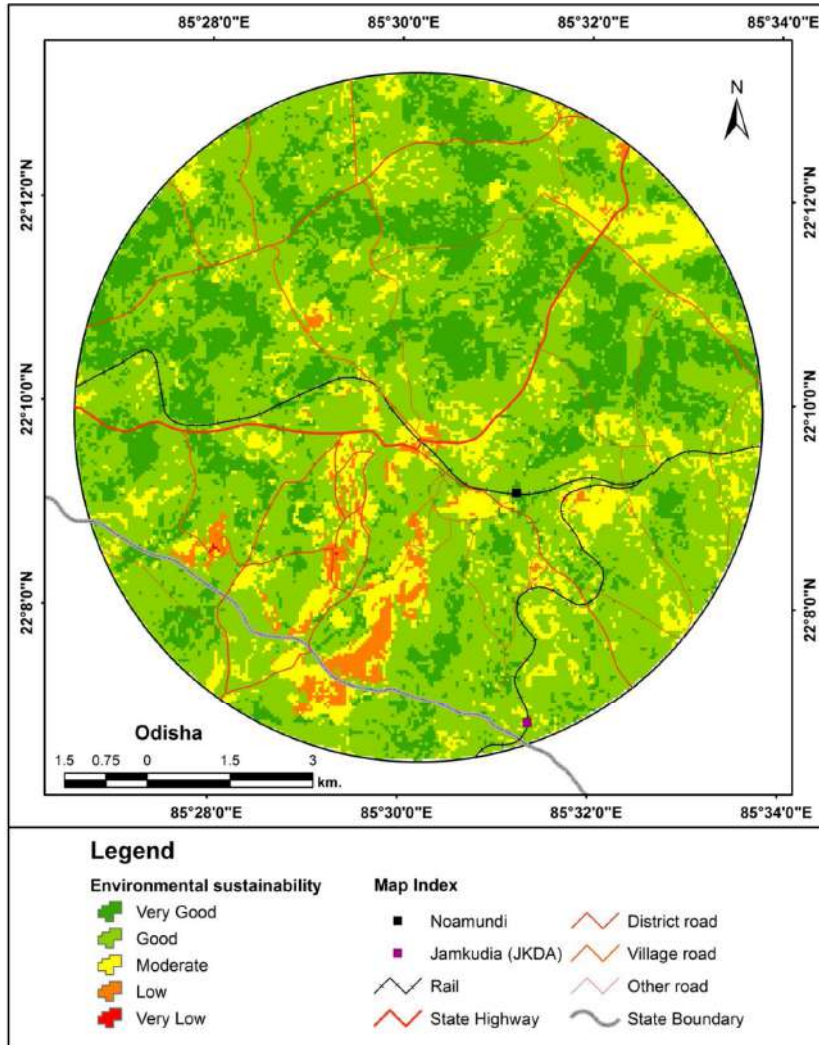 85°28'0"E 85°30'0"E 85°32'0"E 85°34'0"E
N
22°12'0"N 22°12'0"N
22°10'0"N 22°10'0"N
22°8'0"N 22°8'0"N
Odisha
1.5 0.75 0 1.5 3
km.
85°28'0"E 85°30'0"E 85°32'0"E 85°34'0"E
Legend
Environmental sustainability
Very Good
Good
Moderate
Low
Very Low
Map Index
Noamundi
Jamkudia (JKDA)
Rail
State Highway
District road
Village road
Other road
State Boundary